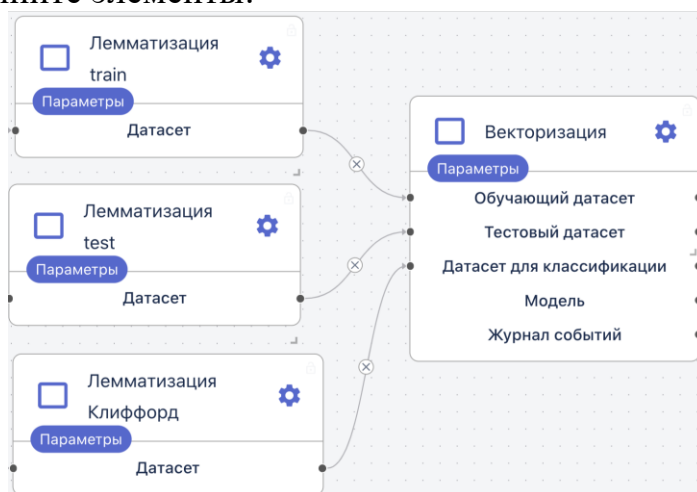 элементы.
Лемматизация
train
Параметры
Датасет
Лемматизация
test
Параметры
Датасет
Лемматизация
Клиффорд
Параметры
Датасет
Векторизация
Параметры
Обучающий датасет
Тестовый датасет
Датасет для классификации
Модель
Журнал событий